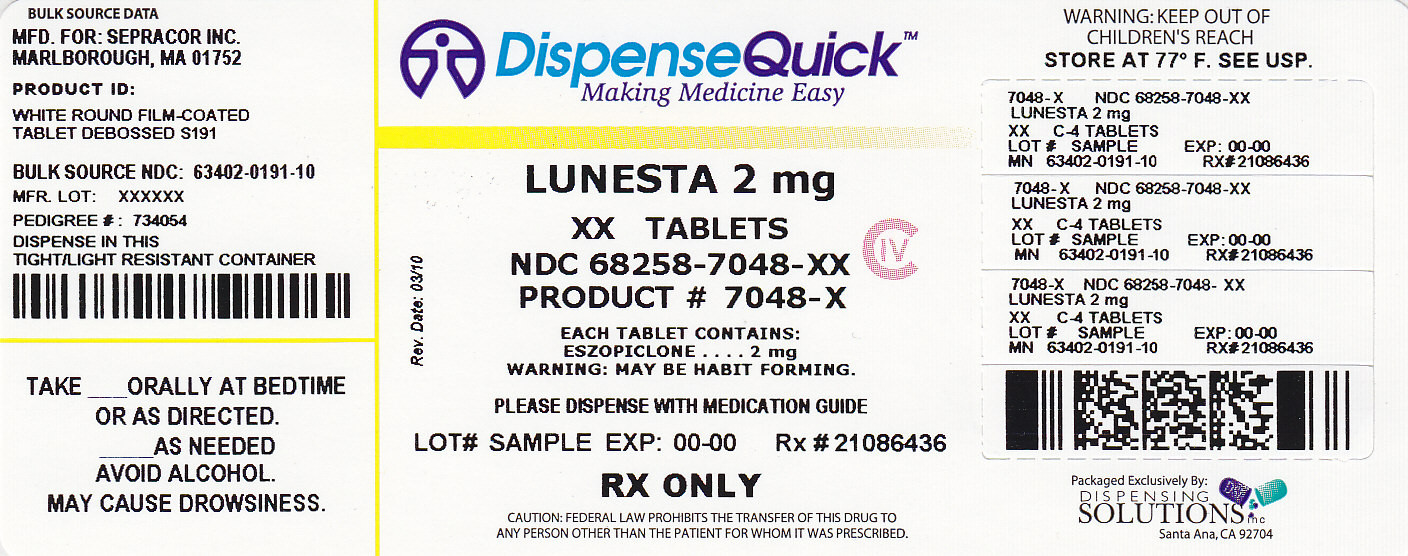 BULK SOURCE DATA
MFD. FOR: SEPRACOR INC.
MARLBOROUGH, MA 01752
PRODUCT ID:
WHITE ROUND FILM-COATED
TABLET DEBOSSED S191
BULK SOURCE NDC: 63402-0191-10
MFR. LOT: XXXXXX
PEDIGREE #: 734054
DISPENSE IN THIS
TIGHT/LIGHT RESISTANT CONTAINER
TAKE ___ORALLY AT BEDTIME
OR AS DIRECTED.
_____AS NEEDED
AVOID ALCOHOL.
MAY CAUSE DROWSINESS.
DispenseQuick™
Making Medicine Easy
LUNESTA 2 mg
XX TABLETS
CIV
NDC 68258-7048-XX
PRODUCT # 7048-X
Rev. Date: 03/10
EACH TABLET CONTAINS:
ESZOPICLONE . . . . 2 mg
WARNING: MAY BE HABIT FORMING.
PLEASE DISPENSE WITH MEDICATION GUIDE
LOT# SAMPLE EXP: 00-00 Rx # 21086436
RX ONLY
CAUTION: FEDERAL LAW PROHIBITS THE TRANSFER OF THIS DRUG TO
ANY PERSON OTHER THAN THE PATIENT FOR WHOM IT WAS PRESCRIBED.
WARNING: KEEP OUT OF
CHILDREN'S REACH
STORE AT 77° F. SEE USP.
7048-X NDC 68258-7048-XX
LUNESTA 2 mg
XX C-4 TABLETS
LOT # SAMPLE EXP: 00-00
MN 63402-0191-10 RX# 21086436
7048-X NDC 68258-7048-XX
LUNESTA 2 mg
XX C-4 TABLETS
LOT # SAMPLE EXP: 00-00
MN 63402-0191-10 RX# 21086436
7048-X NDC 68258-7048- XX
LUNESTA 2 mg
XX C-4 TABLETS
LOT # SAMPLE EXP: 00-00
MN 63402-0191-10 RX# 21086436
Packaged Exclusively By:
DISPENSING
SOLUTIONS inc
Santa Ana, CA 92704